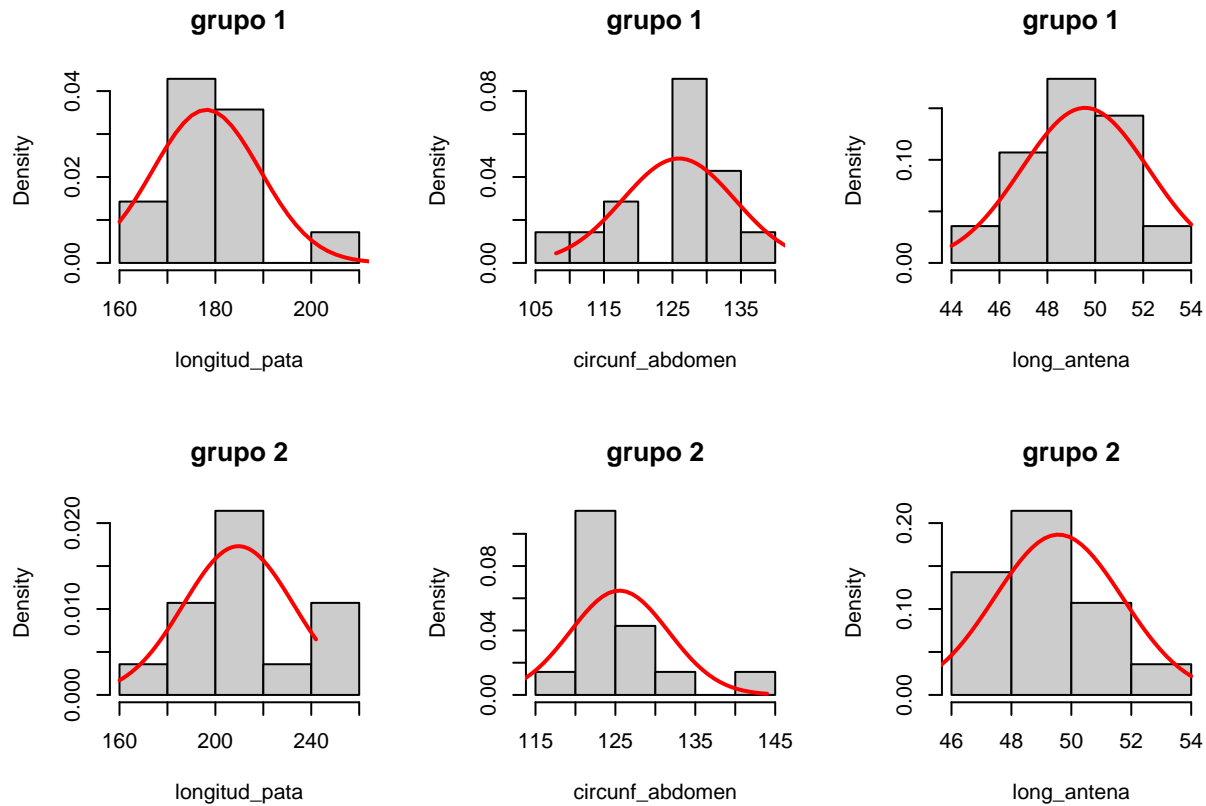 grupo 1
Density
0.00 0.02 0.04
160 180 200
longitud_pata
grupo 1
Density
0.00 0.04 0.08
105 115 125 135
circunf_abdomen
grupo 1
Density
0.00 0.10
44 46 48 50 52 54
long_antena
grupo 2
Density
0.000 0.010 0.020
160 200 240
longitud_pata
grupo 2
Density
0.00 0.04 0.08
115 125 135 145
circunf_abdomen
grupo 2
Density
0.00 0.10 0.20
46 48 50 52 54
long_antena